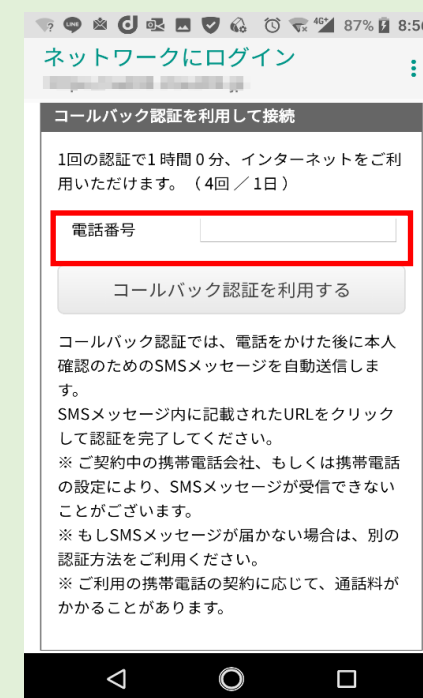 46+ 87% 8:5
ネットワークにログイン
コールバック認証を利用して接続
1回の認証で1時間0分、インターネットをご利
用いただけます。（4回／1日）
電話番号
コールバック認証を利用する
コールバック認証では、電話をかけた後に本人
確認のためのSMSメッセージを自動送信しま
す。
SMSメッセージ内に記載されたURLをクリック
して認証を完了してください。
※ ご契約中の携帯電話会社、もしくは携帯電話
の設定により、SMSメッセージが受信できない
ことがございます。
※ もしSMSメッセージが届かない場合は、別の
認証方法をご利用ください。
※ ご利用の携帯電話の契約に応じて、通話料が
かかることがあります。